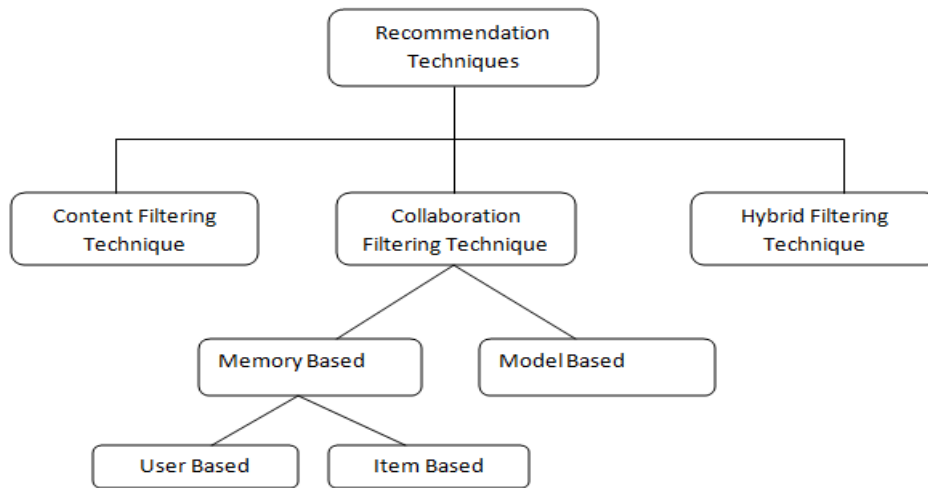 Recommendation
Techniques
Content Filtering
Technique
Collaboration
Filtering Technique
Hybrid Filtering
Technique
Memory Based
Model Based
User Based
Item Based